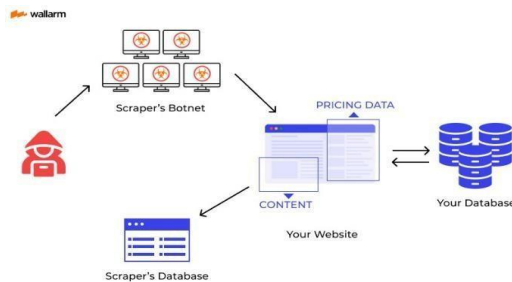 wallarm
Scraper's Botnet
PRICING DATA
CONTENT
Your Website
Your Database
Scraper's Database